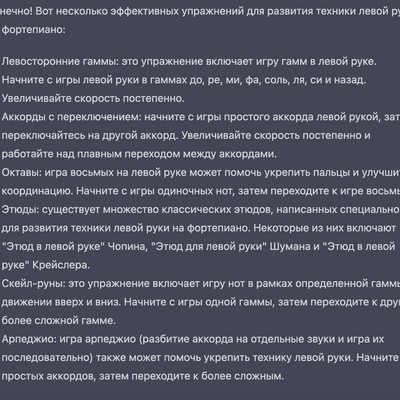 нечно! Вот несколько эффективных упражнений для развития техники левой ру
фортепиано:
Левосторонние гаммы: это упражнение включает игру гамм в левой руке.
Начните с игры левой руки в гаммах до, ре, ми, фа, соль, ля, си и назад.
Увеличивайте скорость постепенно.
Аккорды с переключением: начните с игры простого аккорда левой рукой, зат
переключайтесь на другой аккорд. Увеличивайте скорость постепенно и
работайте над плавным переходом между аккордами.
Октавы: игра восьмых на левой руке может помочь укрепить пальцы и улучши
координацию. Начните с игры одиночных нот, затем переходите к игре восьмы
Этюды: существует множество классических этюдов, написанных специально
для развития техники левой руки на фортепиано. Некоторые из них включают
"Этюд в левой руке" Чопина, "Этюд для левой руки" Шумана и "Этюд в левой
руке" Крейслера.
Скейл-руны: это упражнение включает игру нот в рамках определенной гаммы
движении вверх и вниз. Начните с игры одной гаммы, затем переходите к дру
более сложной гамме.
Арпеджио: игра арпеджио (разбитие аккорда на отдельные звуки и игра их
последовательно) также может помочь укрепить технику левой руки. Начните
простых аккордов, затем переходите к более сложным.